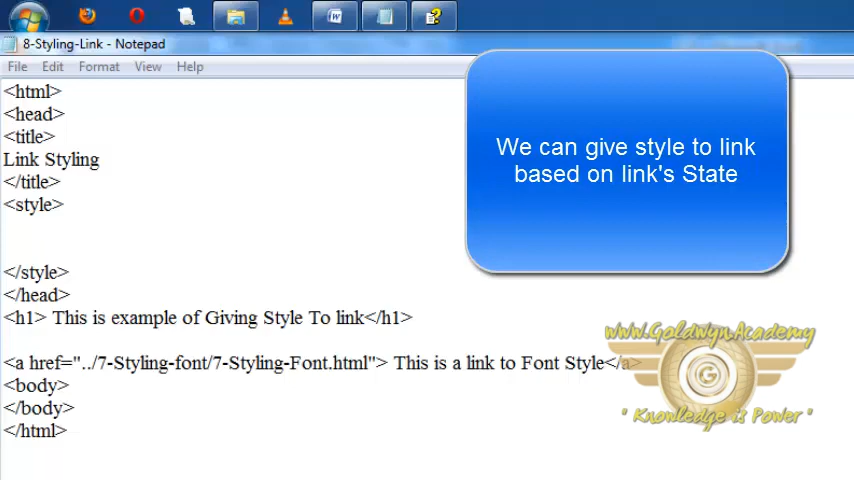 8-Styling-Link - Notepad
File Edit Format View Help
<html>
<head>
<title>
Link Styling
</title>
<style>
</style>
</head>
<h1> This is example of Giving Style To link</h1>
<a href="../7-Styling-font/7-Styling-Font.html"> This is a link to Font Style</a>
<body>
</body>
</html>
We can give style to link
based on link's State
www.GoldwynAcademy
G
" Knowledge is Power "